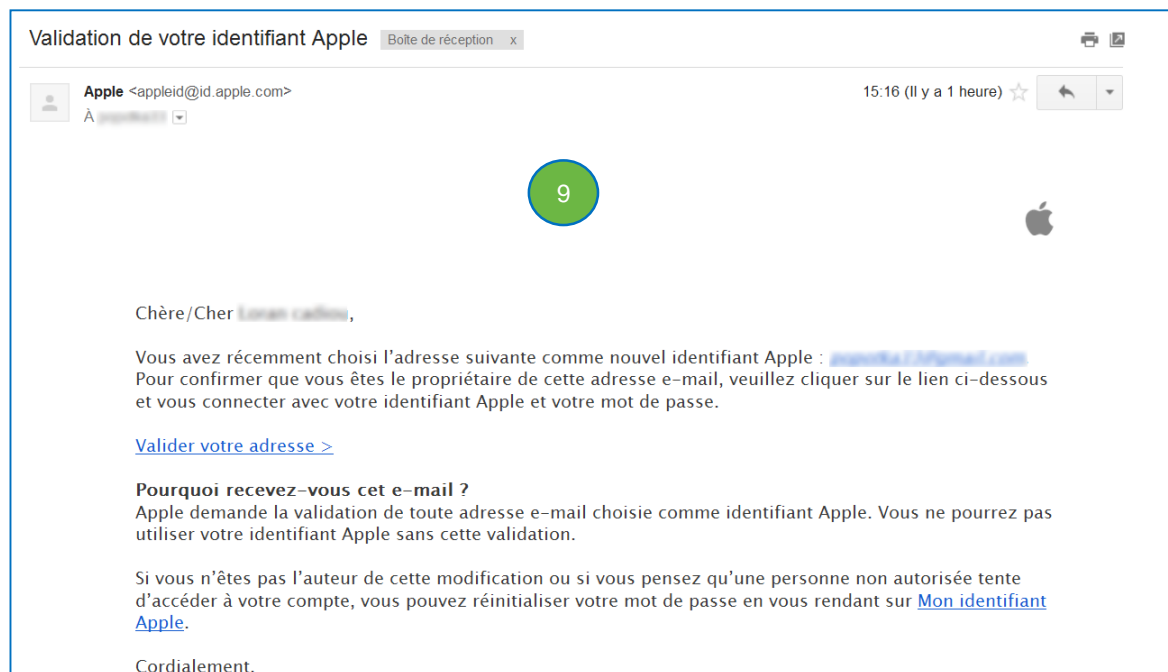 Validation de votre identifiant Apple Boîte de réception x
Apple <appleid@id.apple.com> 15:16 (Il y a 1 heure)
À
9
Chère/Cher ,
Vous avez récemment choisi l’adresse suivante comme nouvel identifiant Apple :
Pour confirmer que vous êtes le propriétaire de cette adresse e-mail, veuillez cliquer sur le lien ci-dessous
et vous connecter avec votre identifiant Apple et votre mot de passe.
Valider votre adresse >
Pourquoi recevez-vous cet e-mail ?
Apple demande la validation de toute adresse e-mail choisie comme identifiant Apple. Vous ne pourrez pas
utiliser votre identifiant Apple sans cette validation.
Si vous n’êtes pas l’auteur de cette modification ou si vous pensez qu’une personne non autorisée tente
d’accéder à votre compte, vous pouvez réinitialiser votre mot de passe en vous rendant sur Mon identifiant
Apple.
Cordialement,